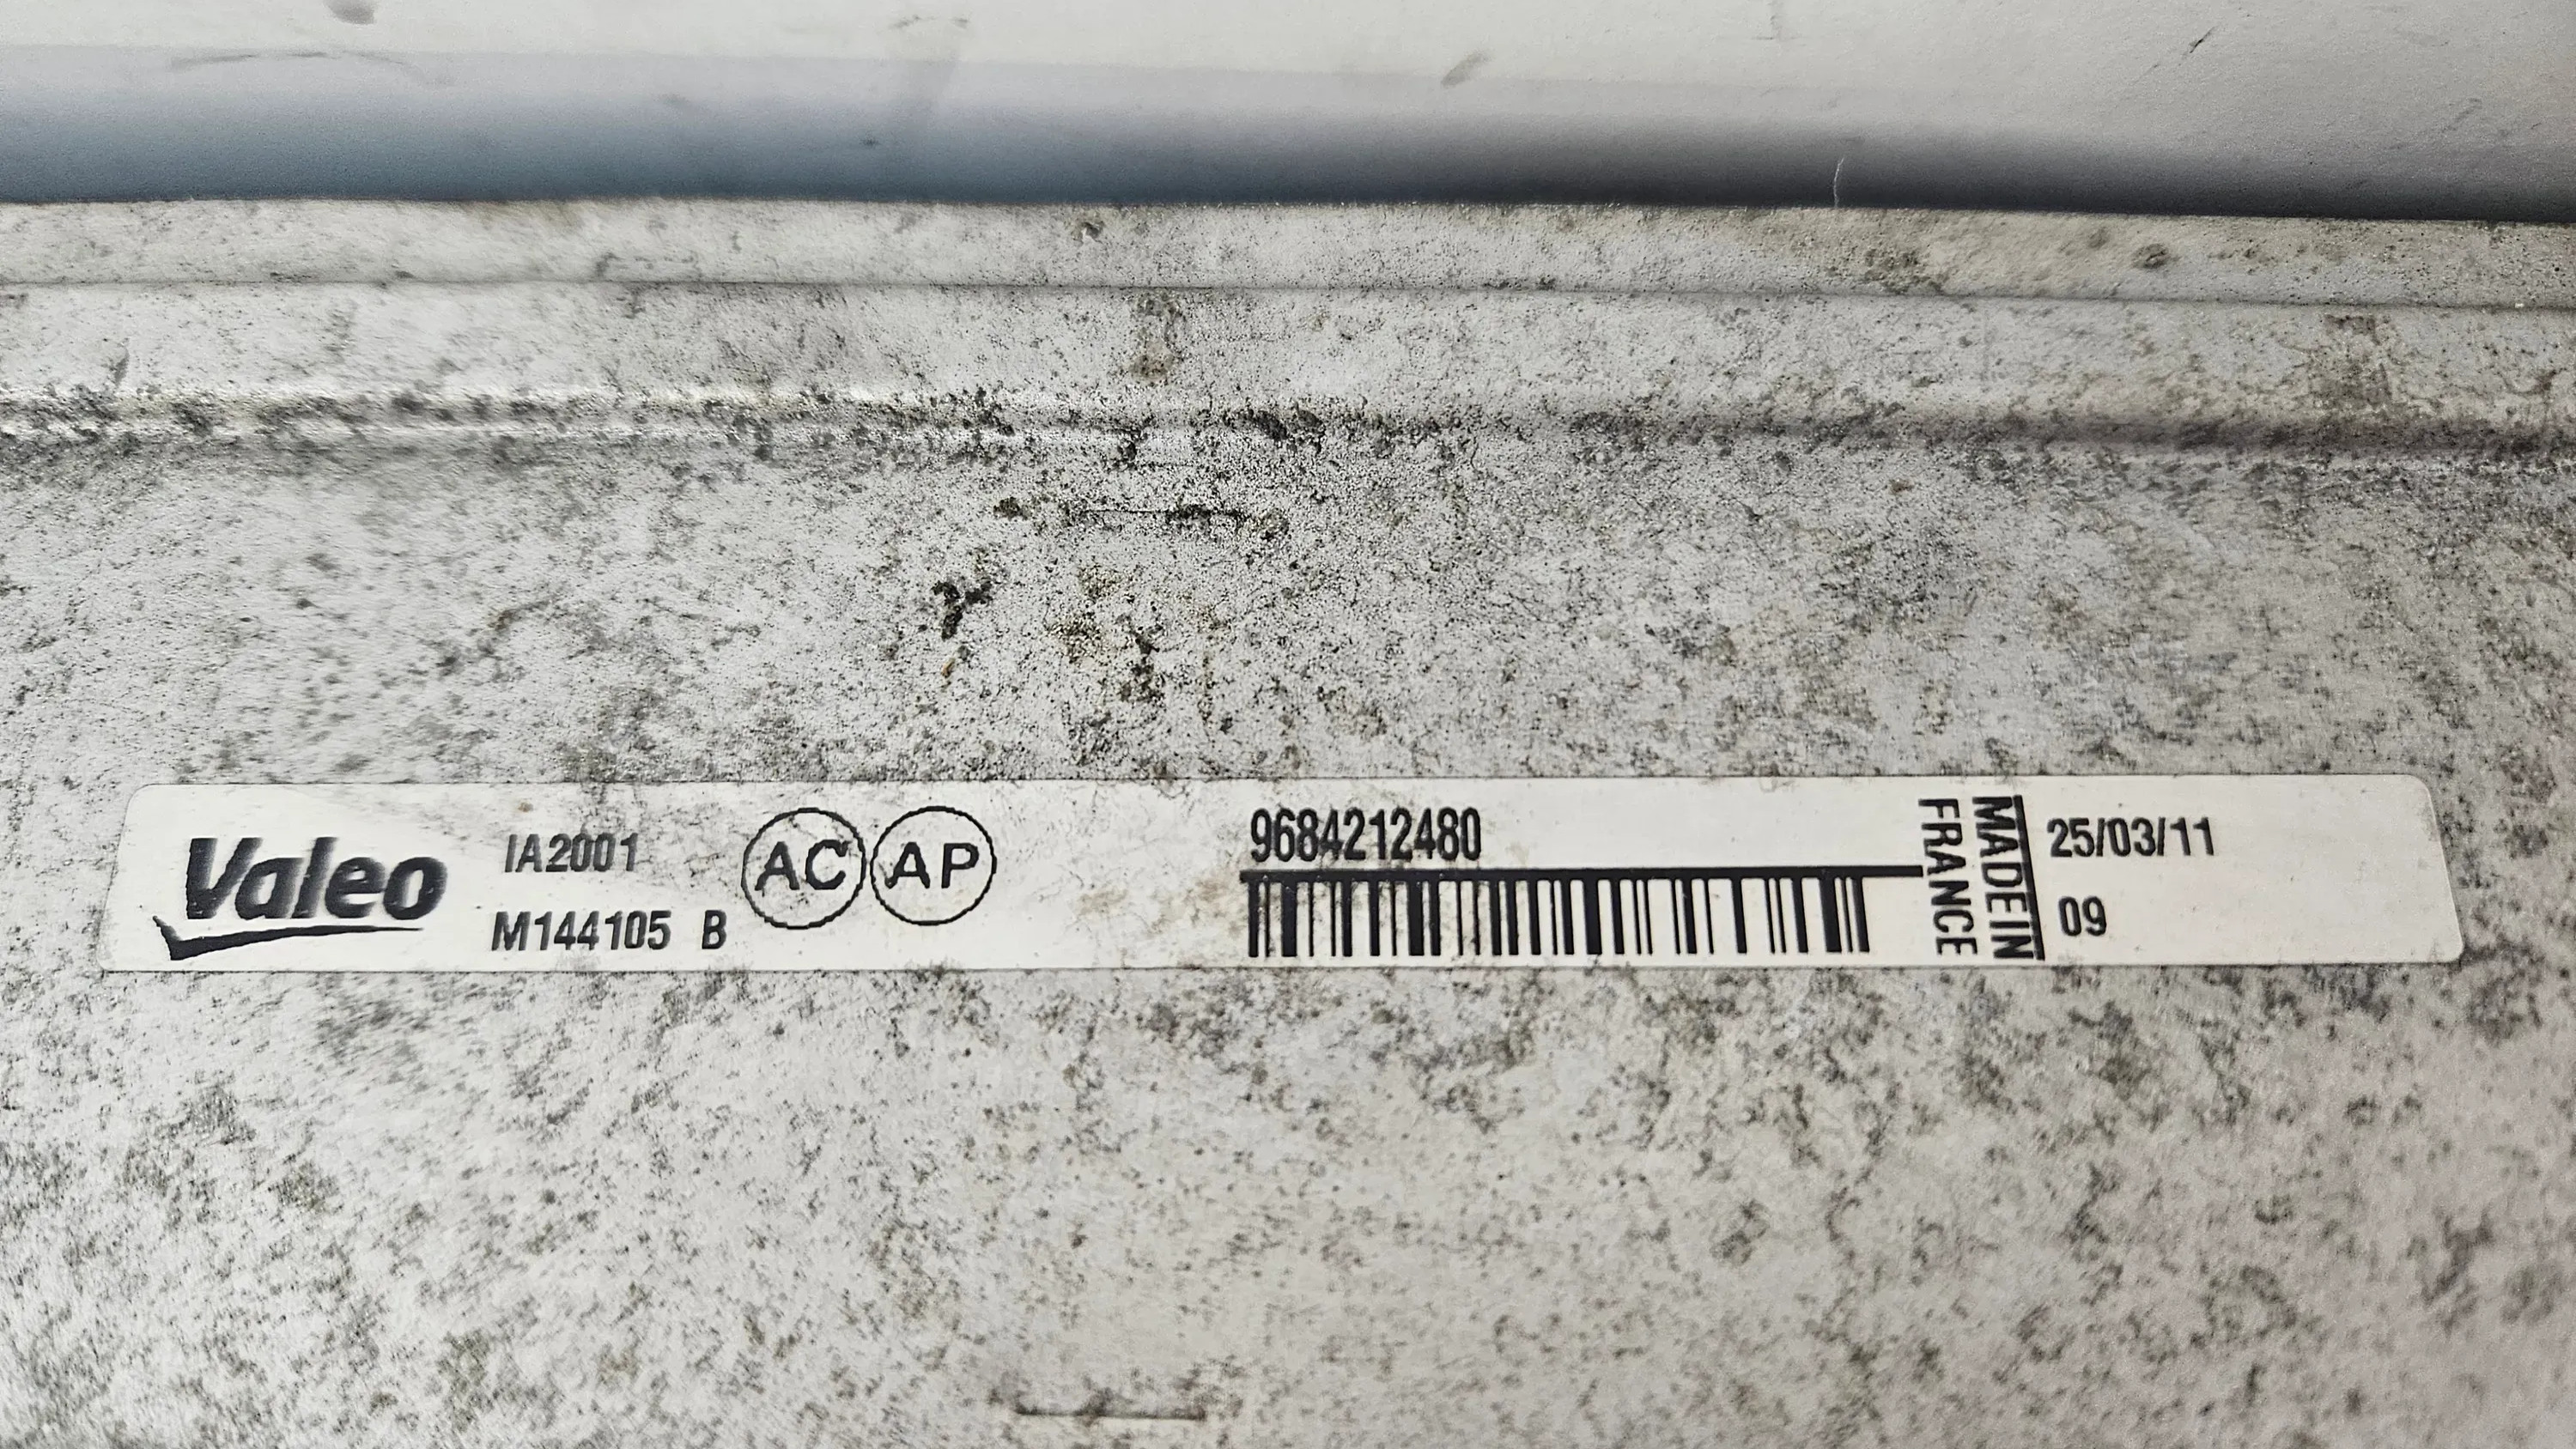 Valeo
IA2001
M144105 B
AC
AP
9684212480
MADE IN
FRANCE
25/03/11
09